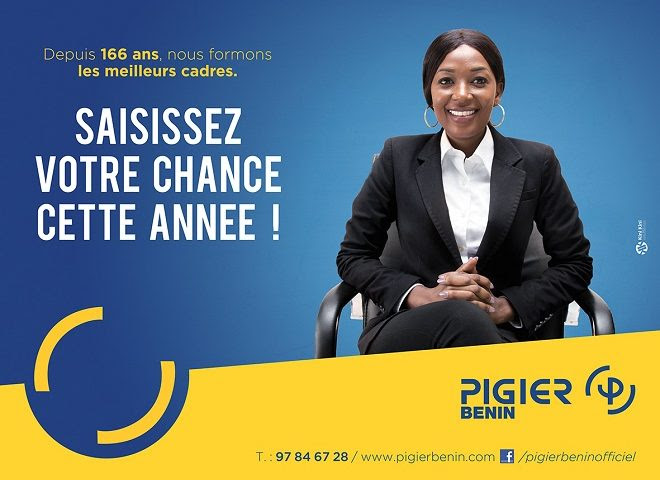 Depuis 166 ans, nous formons
les meilleurs cadres.
SAISISSEZ
VOTRE CHANCE
CETTE ANNEE !
PIGIER
BENIN
T. : 97 84 67 28 / www.pigierbenin.com f /pigierbeninofficiel